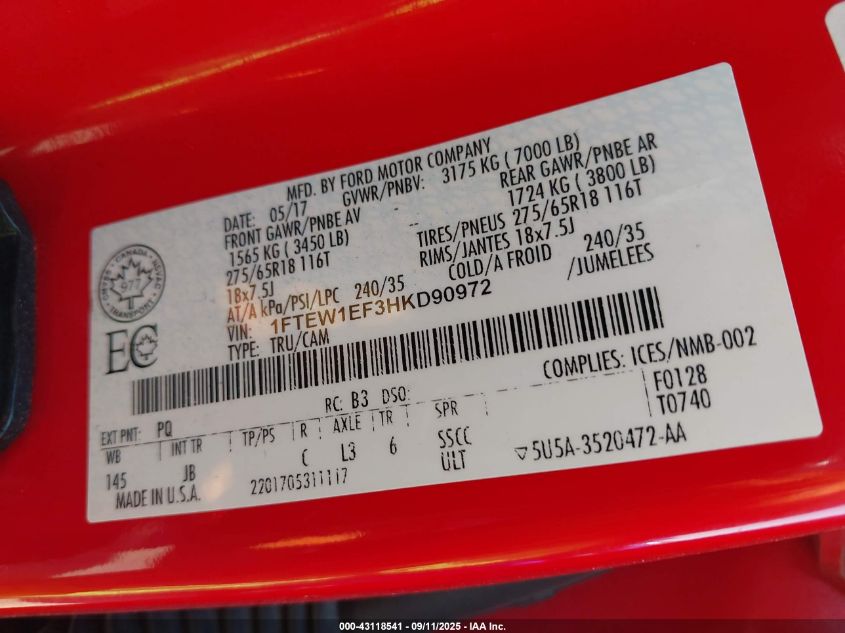 MFD. BY FORD MOTOR COMPANY
DATE: 05/17 GVWR/PNBV: 3175 KG ( 7000 LB)
FRONT GAWR/PNBE AV -- REAR GAWR/PNBE AR
1565 KG ( 3450 LB) 1724 KG ( 3800 LB)
275/65R18 116T TIRES/PNEUS 275/65R18 116T
18x7.5J RIMS/JANTES 18x7.5J
AT/A kPa/PSI/LPC 240/35 COLD/A FROID 240/35
VIN: 1FTEW1EF3HKD90972 /JUMELEES
TYPE: TRU/CAM
CANADA
977
TRANSPORT
EC
COMPLIES: ICES/NMB-002
RC: B3 DSO: F0128
EXT PNT: PQ T0740
WB INT TR TP/PS R AXLE TR SPR
145 JB C L3 6 SSCC
ULT
MADE IN U.S.A. 2201705311117 5U5A-3520472-AA
000-43118541 - 09/11/2025 - IAA Inc.